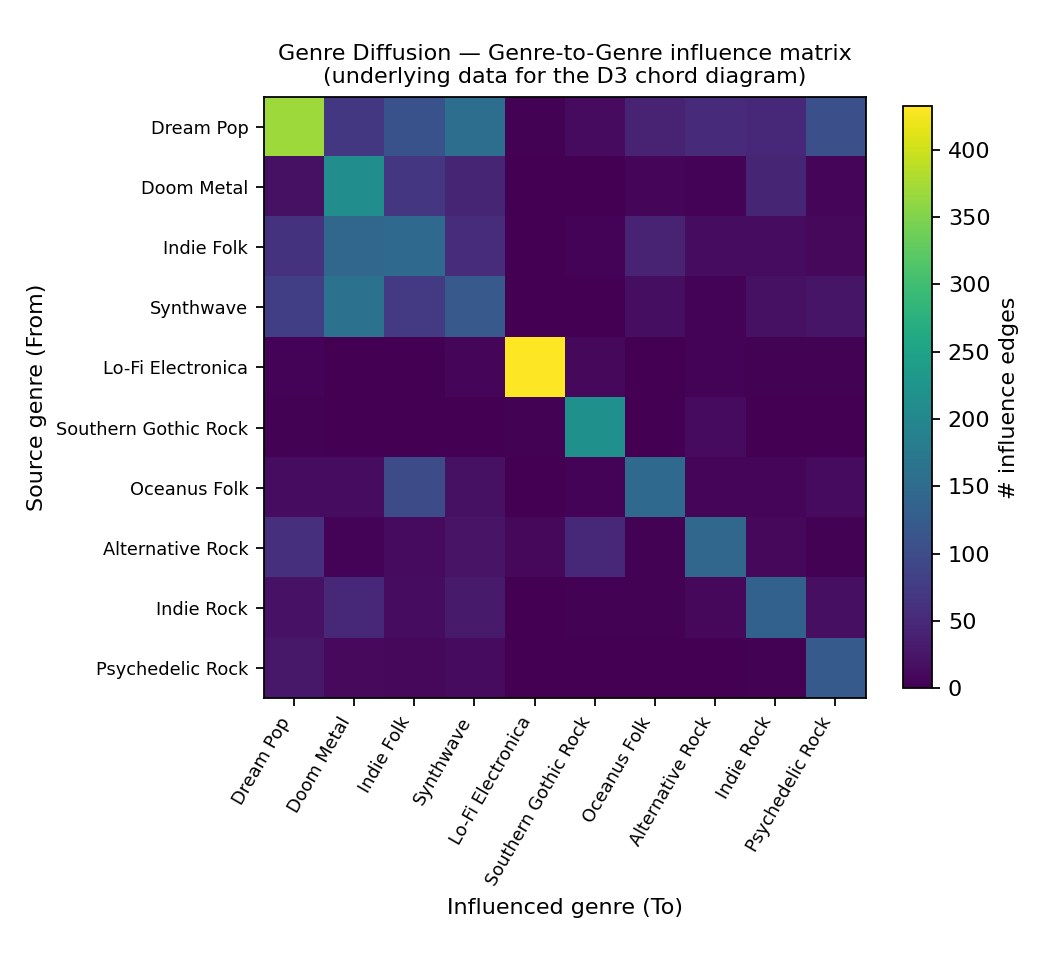 Genre Diffusion — Genre-to-Genre influence matrix
(underlying data for the D3 chord diagram)
Source genre (From)
Dream Pop
Doom Metal
Indie Folk
Synthwave
Lo-Fi Electronica
Southern Gothic Rock
Oceanus Folk
Alternative Rock
Indie Rock
Psychedelic Rock
Dream Pop
Doom Metal
Indie Folk
Synthwave
Lo-Fi Electronica
Southern Gothic Rock
Oceanus Folk
Alternative Rock
Indie Rock
Psychedelic Rock
Influenced genre (To)
400
350
300
250
200
150
100
50
0
# influence edges